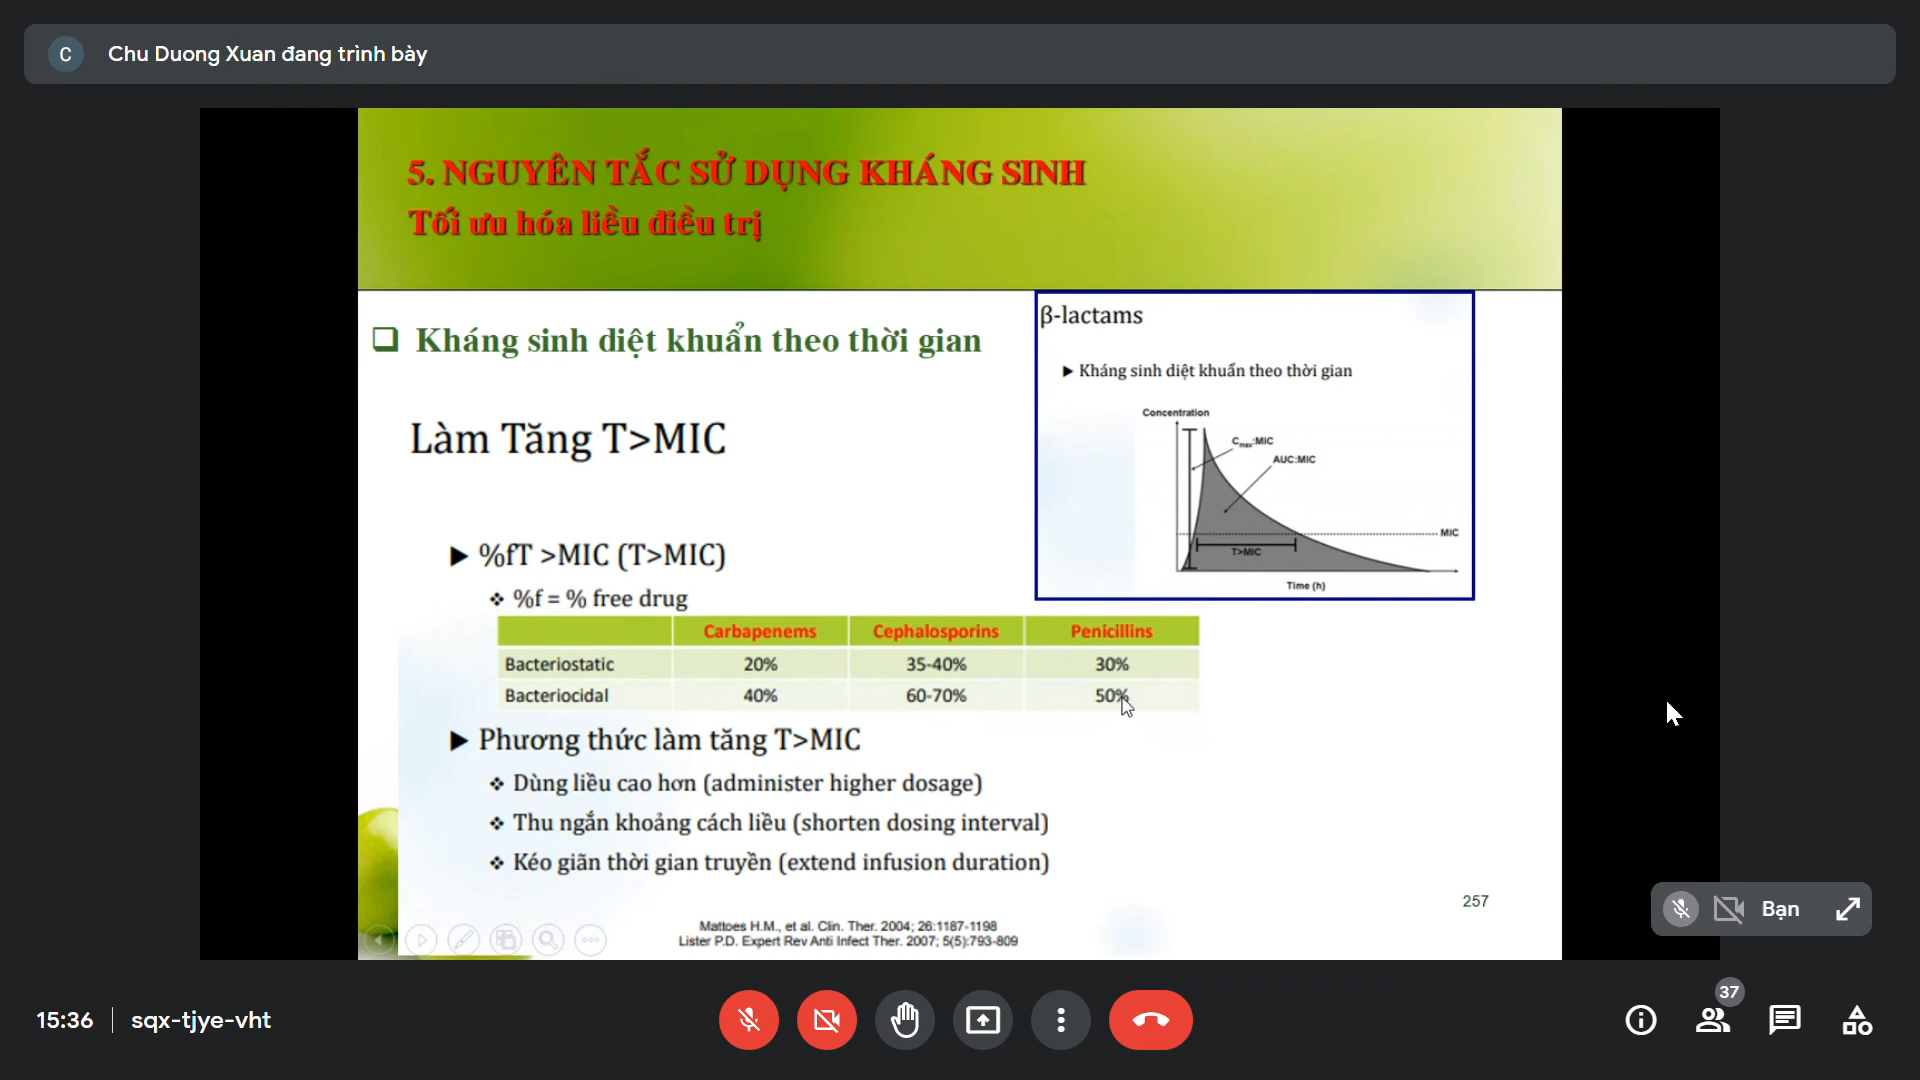 C
Chu Duong Xuan đang trình bày
5. NGUYÊN TẮC SỬ DỤNG KHÁNG SINH
Tối ưu hóa liều điều trị
Kháng sinh diệt khuẩn theo thời gian
Làm Tăng T>MIC
β-lactams
Kháng sinh diệt khuẩn theo thời gian
Concentration
Cmax:MIC
AUC:MIC
MIC
T>MIC
Time (h)
%fT >MIC (T>MIC)
%f = % free drug
Carbapenems Cephalosporins Penicillins
Bacteriostatic 20% 35-40% 30%
Bacteriocidal 40% 60-70% 50%
Phương thức làm tăng T>MIC
Dùng liều cao hơn (administer higher dosage)
Thu ngắn khoảng cách liều (shorten dosing interval)
Kéo giãn thời gian truyền (extend infusion duration)
257
Mattoes H.M., et al. Clin. Ther. 2004; 26:1187-1198
Lister P.D. Expert Rev Anti Infect Ther. 2007; 5(5):793-809
Bạn
15:36 sqx-tjye-vht
37